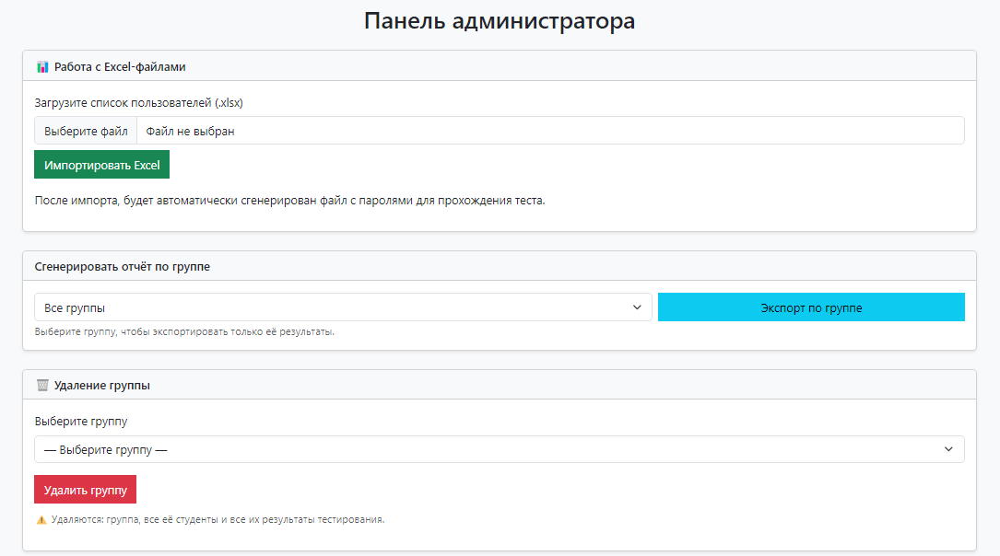 Панель администратора
Работа с Excel-файлами
Загрузите список пользователей (.xlsx)
Выберите файл Файл не выбран
Импортировать Excel
После импорта, будет автоматически сгенерирован файл с паролями для прохождения теста.
Сгенерировать отчёт по группе
Все группы Экспорт по группе
Выберите группу, чтобы экспортировать только её результаты.
Удаление группы
Выберите группу
— Выберите группу —
Удалить группу
Удаляются: группа, все её студенты и все их результаты тестирования.